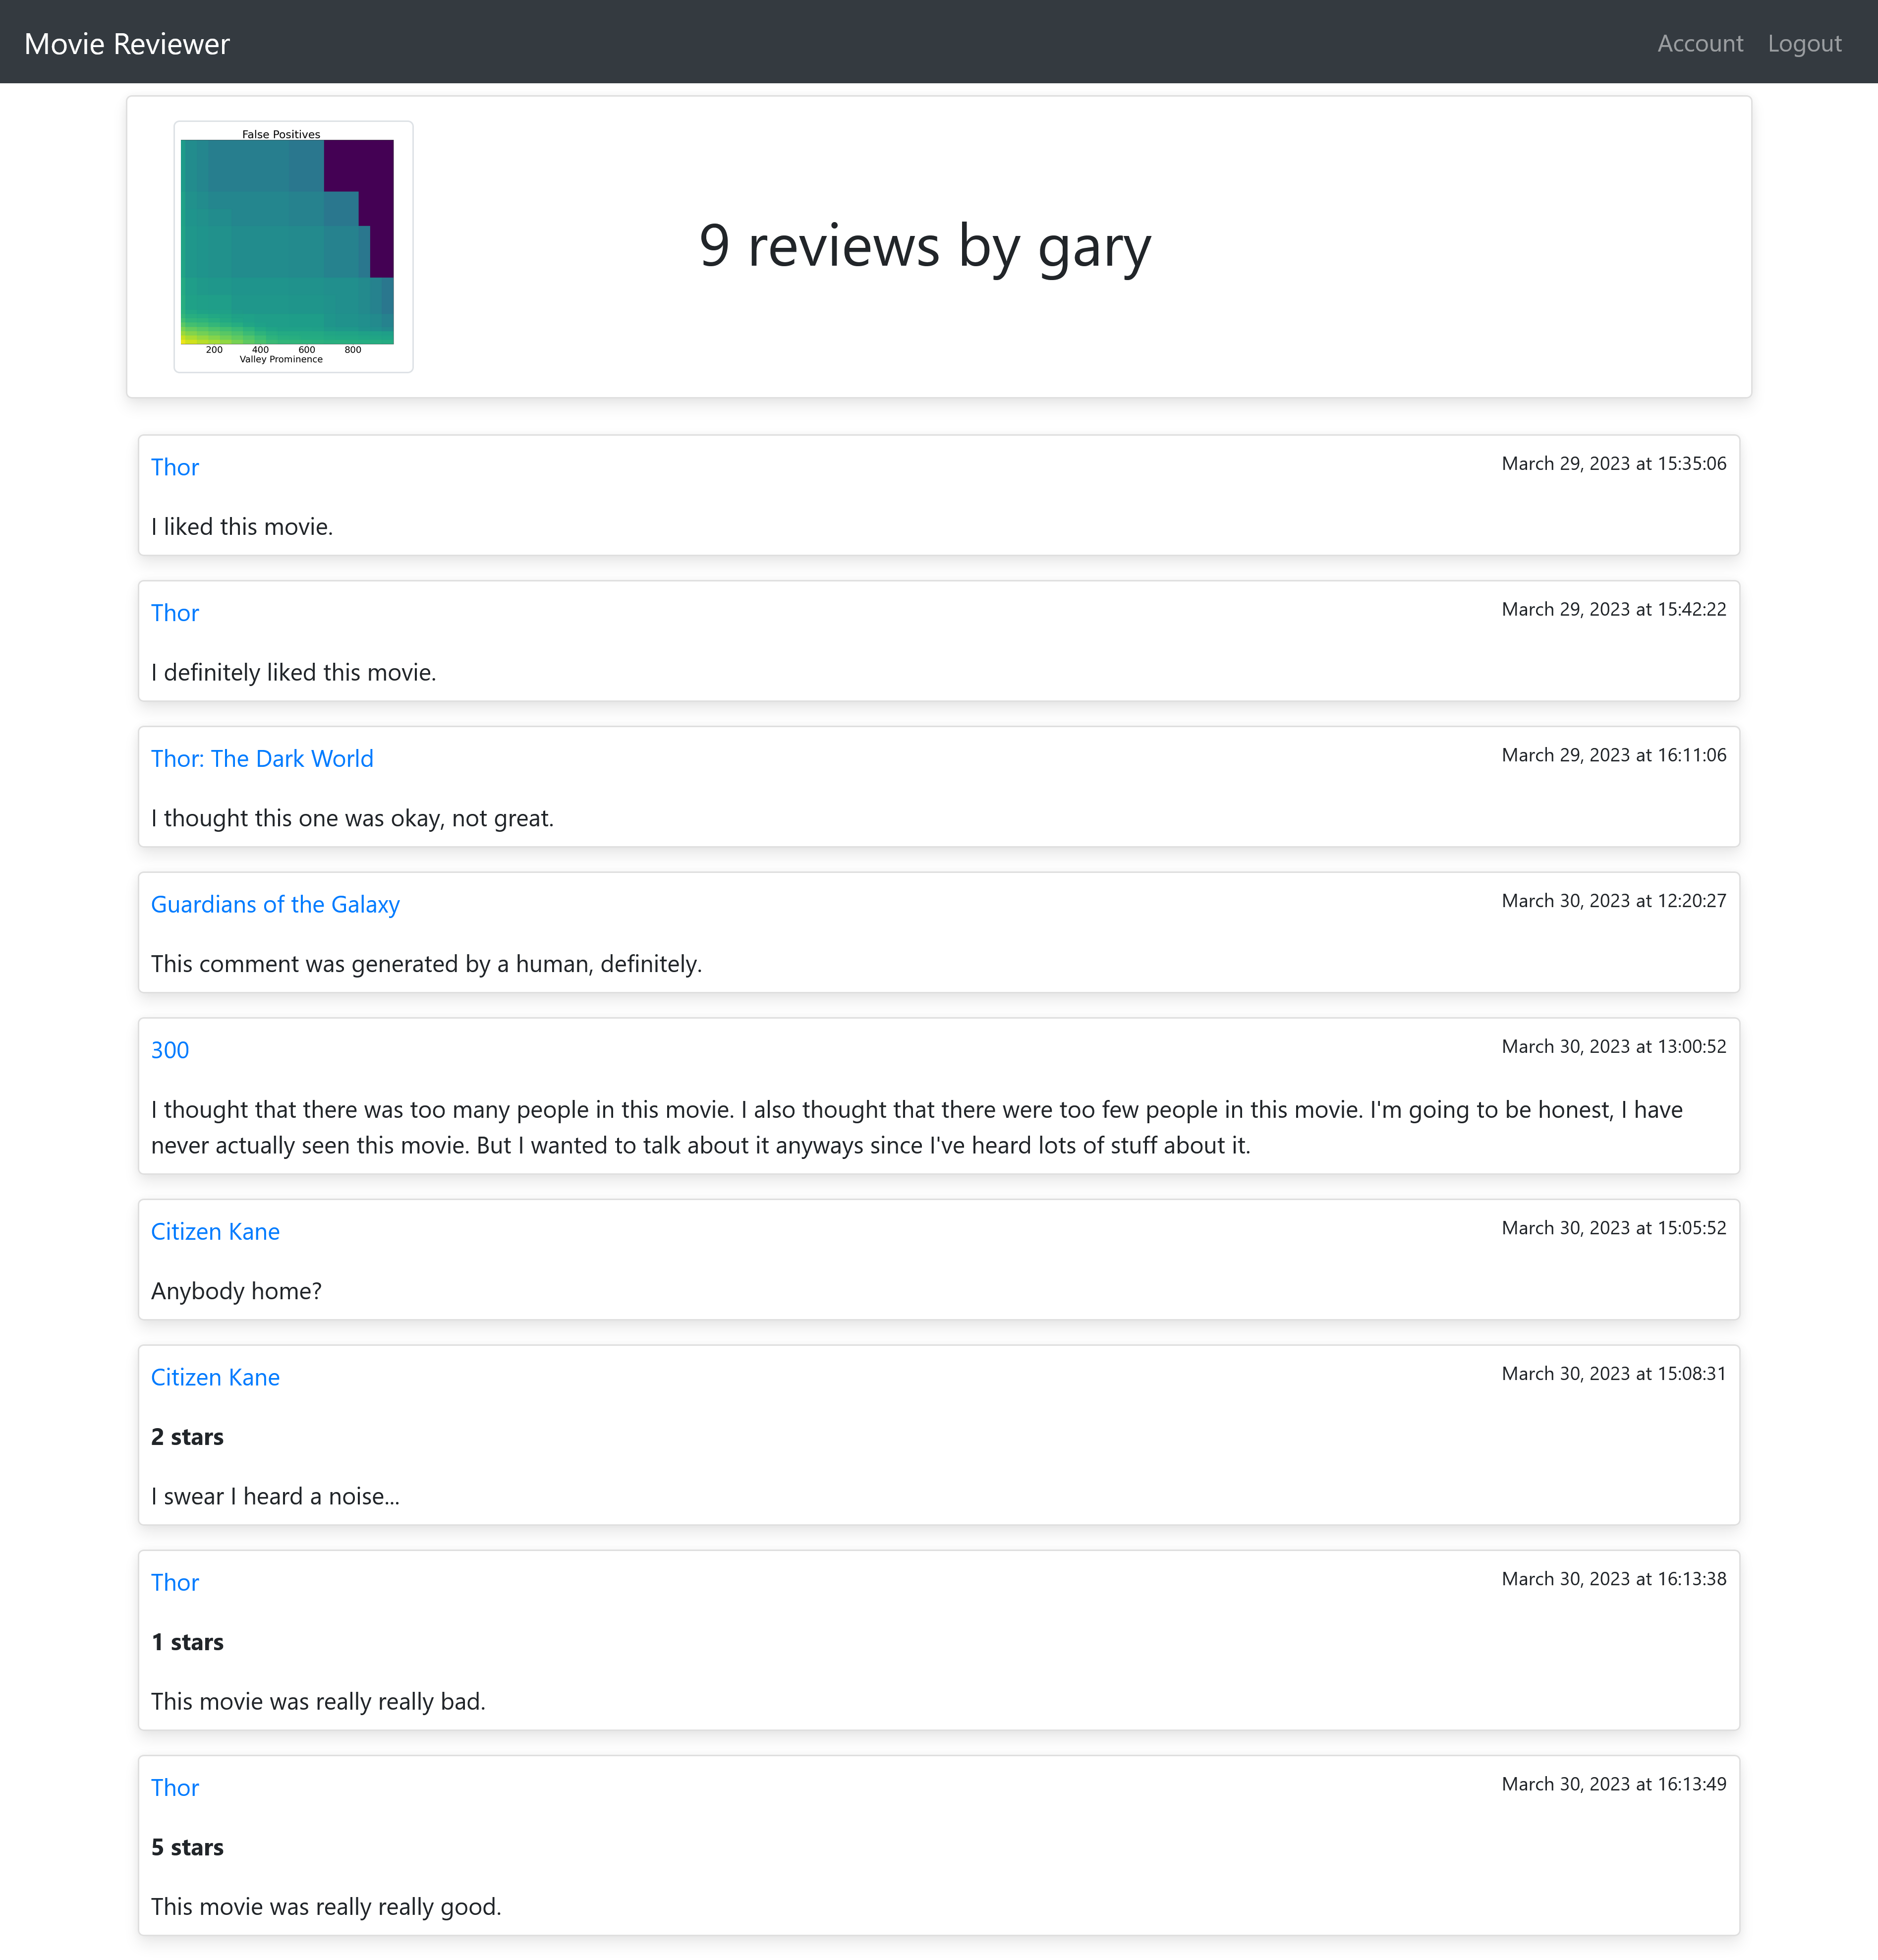 Movie Reviewer
Account Logout
False Positives
200 400 600 800
Valley Prominence
9 reviews by gary
Thor
March 29, 2023 at 15:35:06
I liked this movie.
Thor
March 29, 2023 at 15:42:22
I definitely liked this movie.
Thor: The Dark World
March 29, 2023 at 16:11:06
I thought this one was okay, not great.
Guardians of the Galaxy
March 30, 2023 at 12:20:27
This comment was generated by a human, definitely.
300
March 30, 2023 at 13:00:52
I thought that there was too many people in this movie. I also thought that there were too few people in this movie. I'm going to be honest, I have
never actually seen this movie. But I wanted to talk about it anyways since I've heard lots of stuff about it.
Citizen Kane
March 30, 2023 at 15:05:52
Anybody home?
Citizen Kane
March 30, 2023 at 15:08:31
2 stars
I swear I heard a noise...
Thor
March 30, 2023 at 16:13:38
1 stars
This movie was really really bad.
Thor
March 30, 2023 at 16:13:49
5 stars
This movie was really really good.